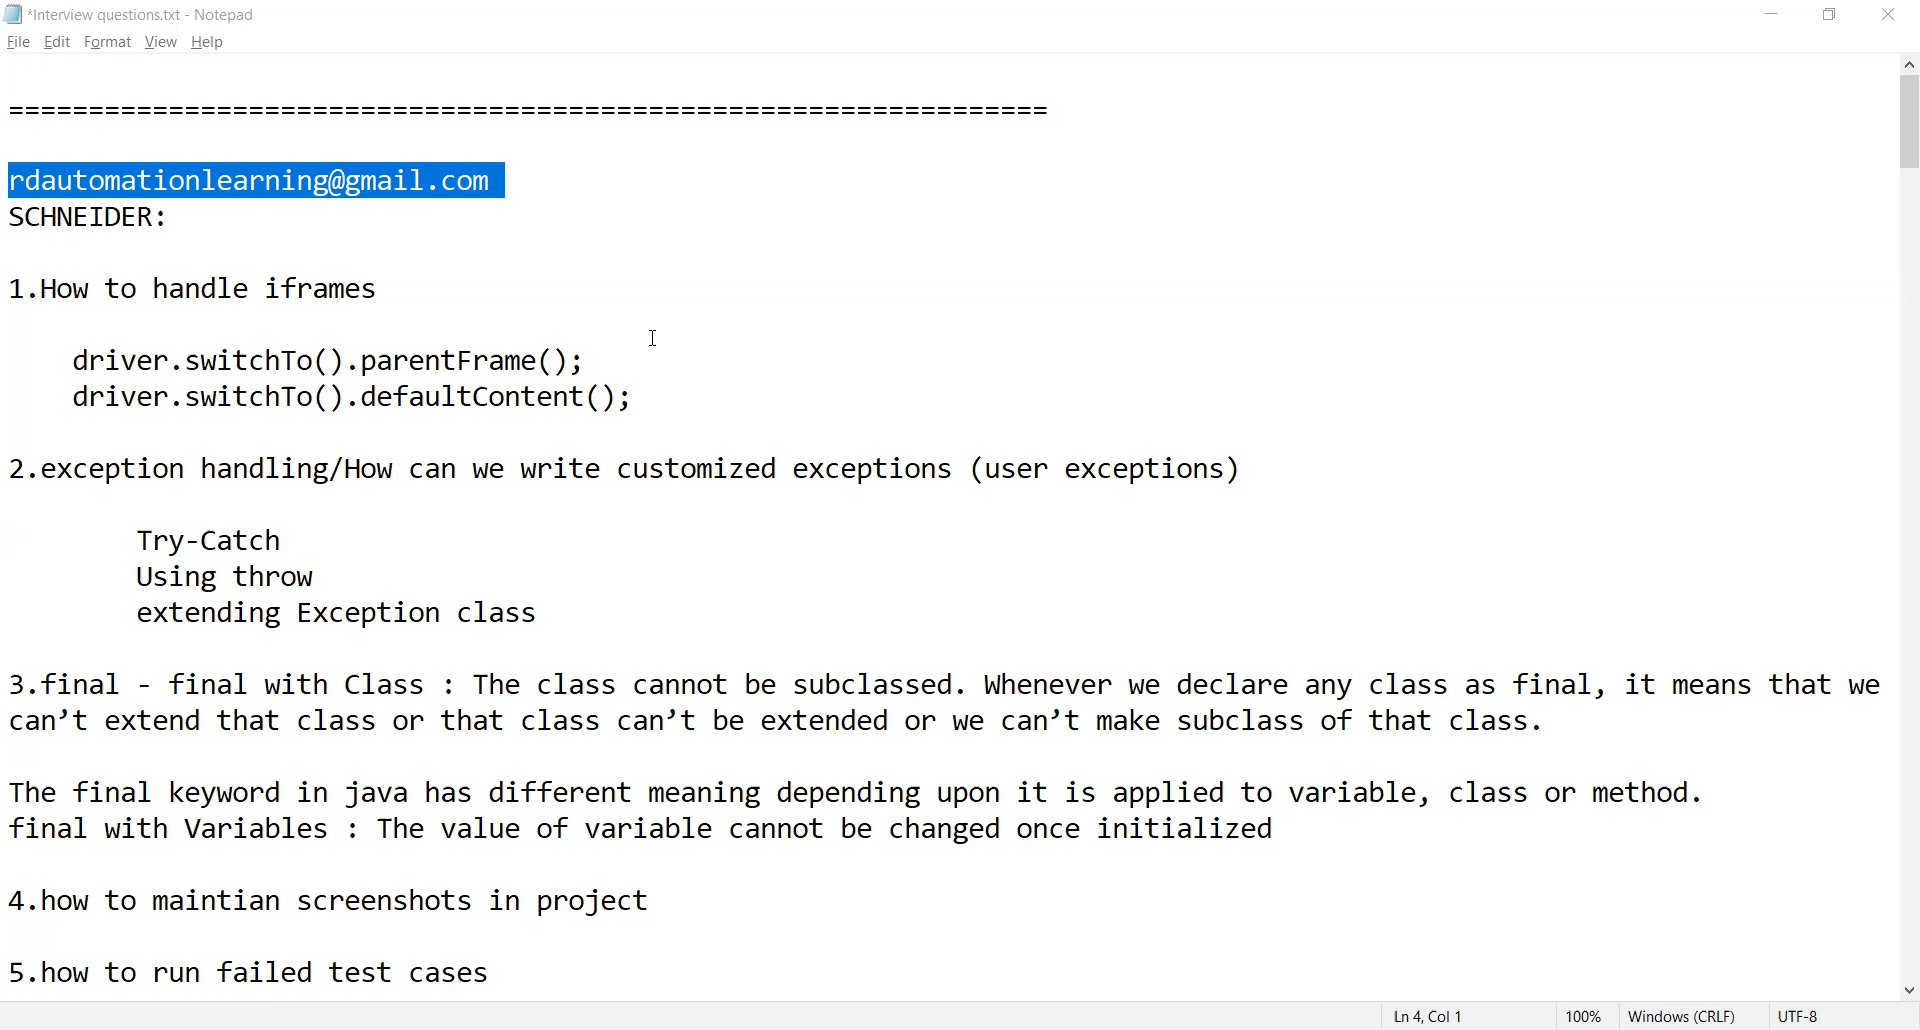 *Interview questions.txt - Notepad
File Edit Format View Help
=================================================================
rdautomationlearning@gmail.com
SCHNEIDER:
1.How to handle iframes
driver.switchTo().parentFrame();
driver.switchTo().defaultContent();
2.exception handling/How can we write customized exceptions (user exceptions)
Try-Catch
Using throw
extending Exception class
3.final - final with Class : The class cannot be subclassed. Whenever we declare any class as final, it means that we
can’t extend that class or that class can’t be extended or we can’t make subclass of that class.
The final keyword in java has different meaning depending upon it is applied to variable, class or method.
final with Variables : The value of variable cannot be changed once initialized
4.how to maintian screenshots in project
5.how to run failed test cases
Ln 4, Col 1 100% Windows (CRLF) UTF-8